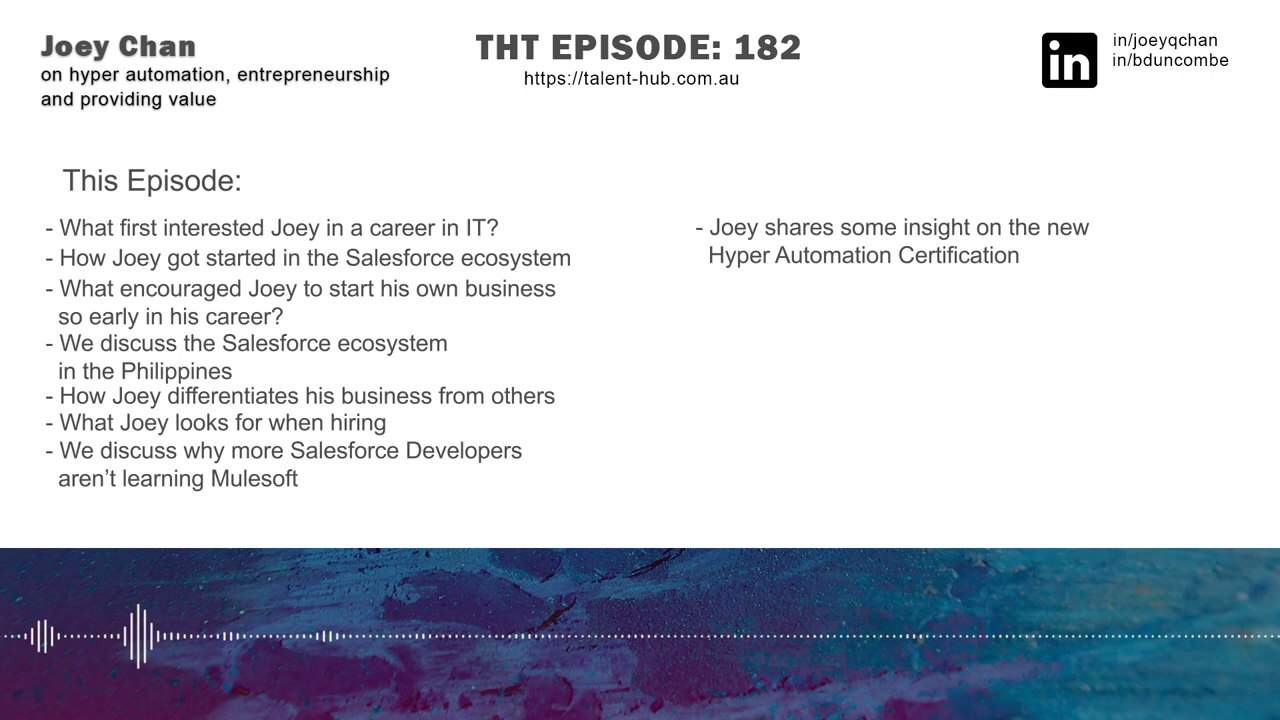 Joey Chan
on hyper automation, entrepreneurship
and providing value
THT EPISODE: 182
https://talent-hub.com.au
in
in/joeyqchan
in/bduncombe
This Episode:
- What first interested Joey in a career in IT?
- How Joey got started in the Salesforce ecosystem
- What encouraged Joey to start his own business
so early in his career?
- We discuss the Salesforce ecosystem
in the Philippines
- How Joey differentiates his business from others
- What Joey looks for when hiring
- We discuss why more Salesforce Developers
aren’t learning Mulesoft
- Joey shares some insight on the new
Hyper Automation Certification